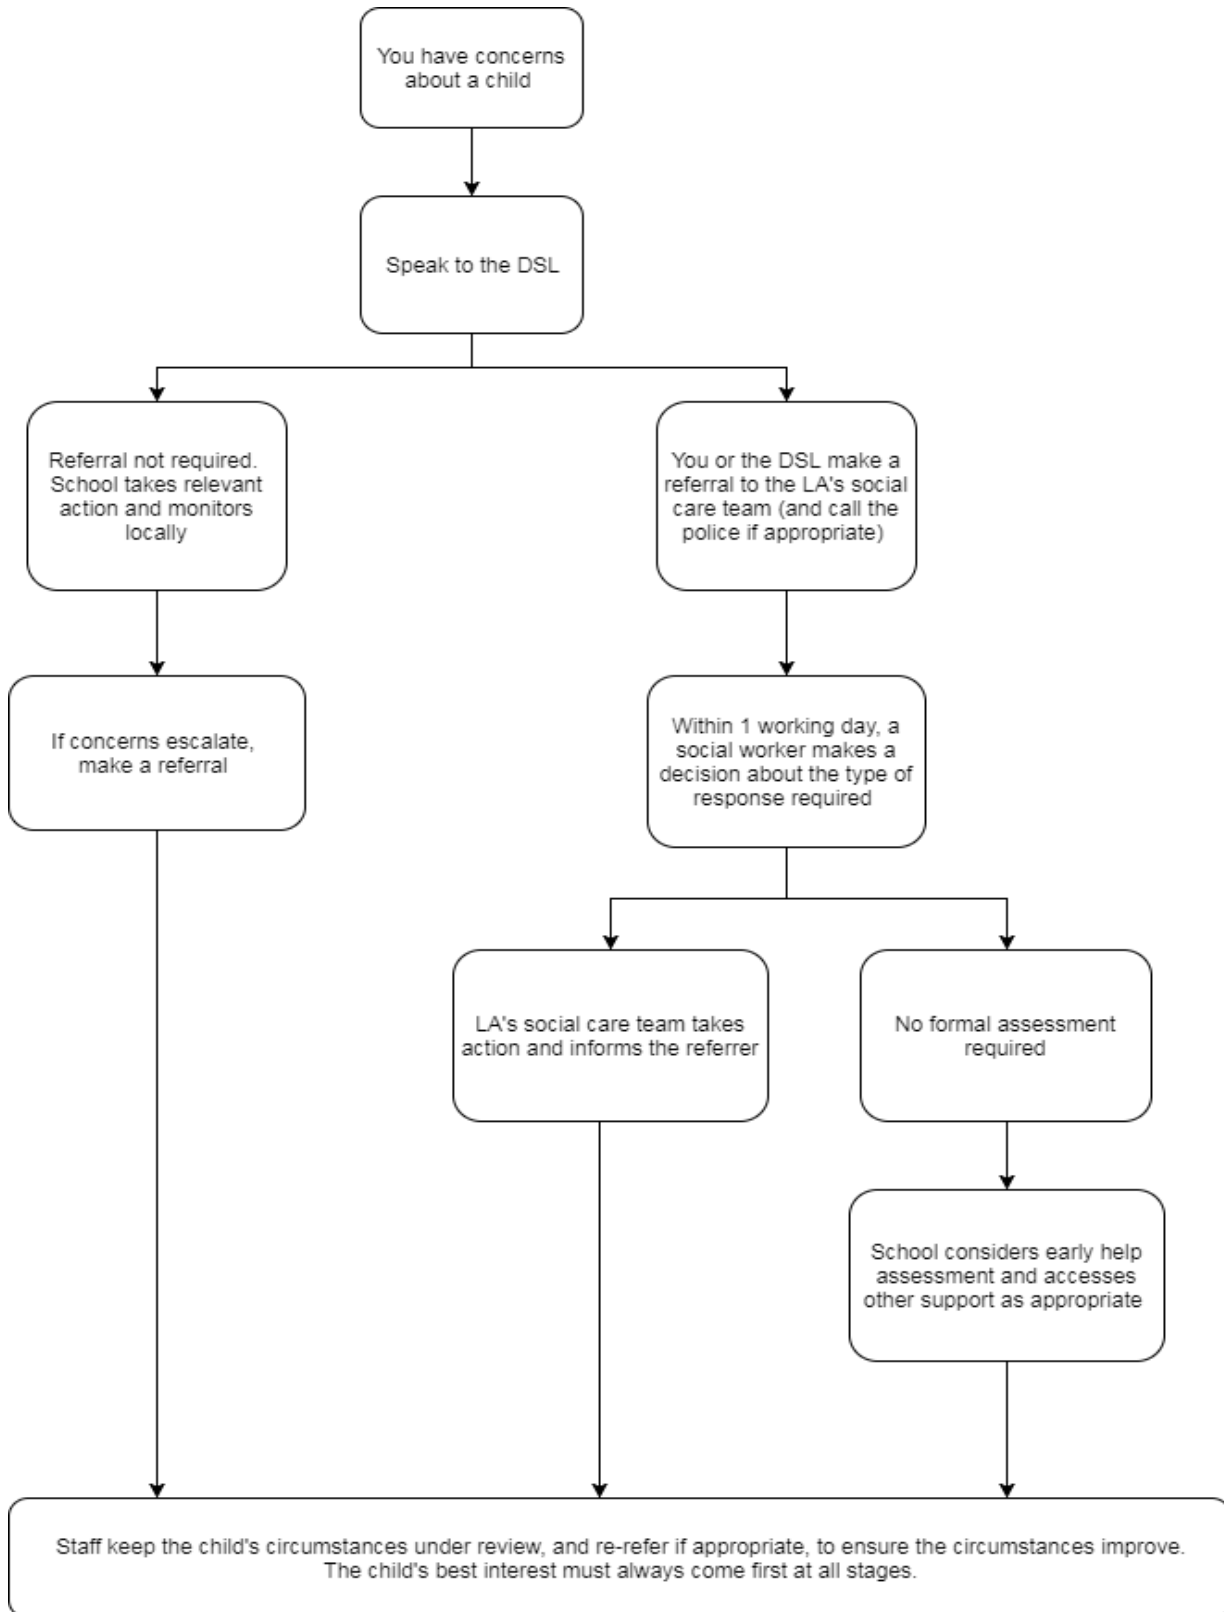 You have concerns
about a child
Speak to the DSL
Referral not required.
School takes relevant
action and monitors
locally
You or the DSL make a
referral to the LA's social
care team (and call the
police if appropriate)
If concerns escalate,
make a referral
Within 1 working day, a
social worker makes a
decision about the type of
response required
LA's social care team takes
action and informs the referrer
No formal assessment
required
School considers early help
assessment and accesses
other support as appropriate
Staff keep the child's circumstances under review, and re-refer if appropriate, to ensure the circumstances improve.
The child's best interest must always come first at all stages.